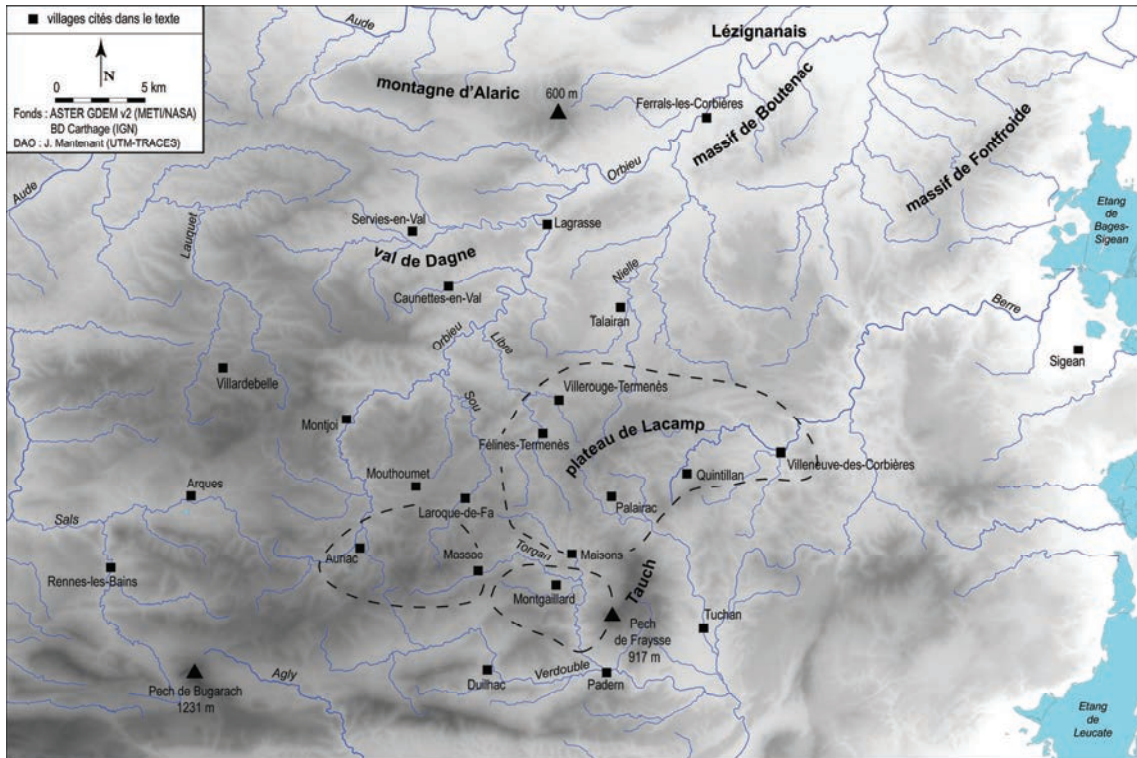 villages cités dans le texte
N
0 5 km
Fonds : ASTER GDEM v2 (METI/NASA)
BD Carthage (IGN)
DAO : J. Mantenant (UTM-TRACES)
Aude
Lézignanais
montagne d'Alaric
600 m
Ferrals-les-Corbières
massif de Boutenac
massif de Fontfroide
Orbieu
Aude
Lauquet
Servies-en-Val
Lagrasse
val de Dagne
Etang
de
Bages-
Sigean
Caunettes-en-Val
Nielle
Talairan
Berre
Orbieu
Libre
Sigean
Villardebelle
Villerouge-Termenès
Sou
Montjoi
Félines-Termenès
plateau de Lacamp
Villeneuve-des-Corbières
Quintillan
Mouthoumet
Arques
Laroque-de-Fa
Palairac
Sals
Auriac
Massac
Torgan
Maisons
Rennes-les-Bains
Montgaillard
Tauch
Tuchan
Pech
de Fraysse
917 m
Pech de Bugarach
1231 m
Agly
Duilhac
Verdouble
Padern
Etang
de
Leucate